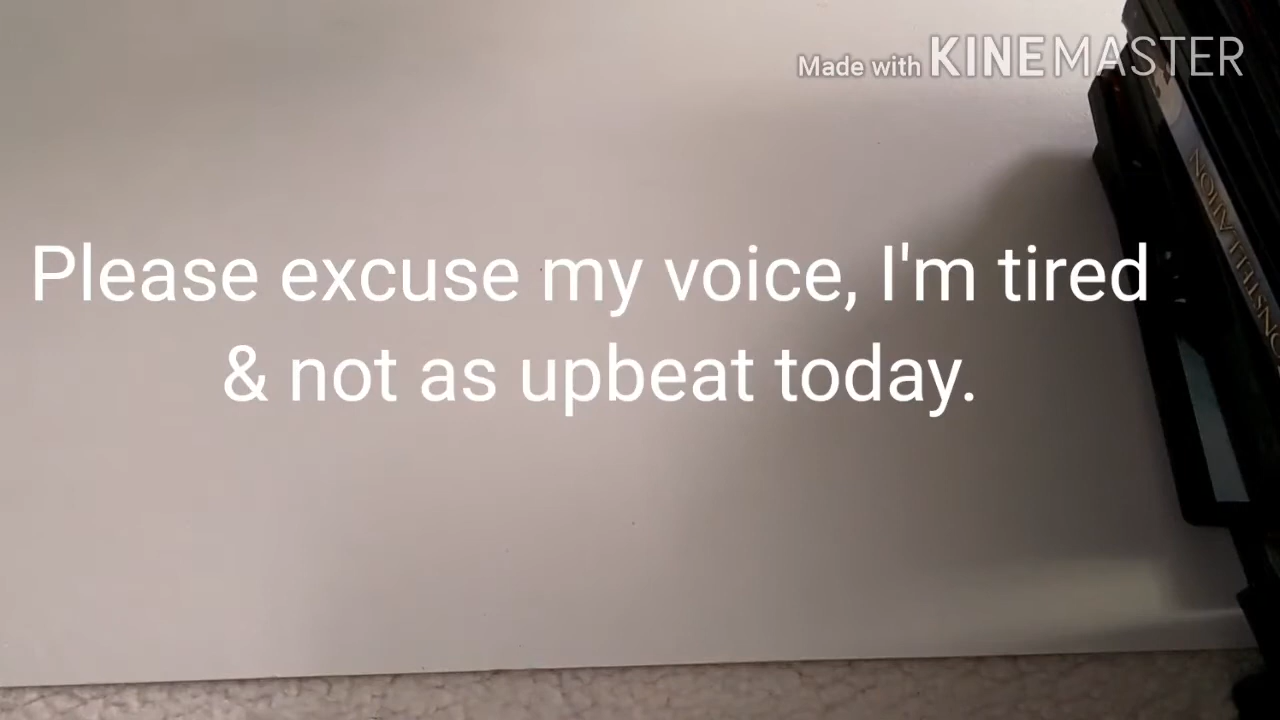 Made with KINEMASTER
Please excuse my voice, I'm tired
& not as upbeat today.